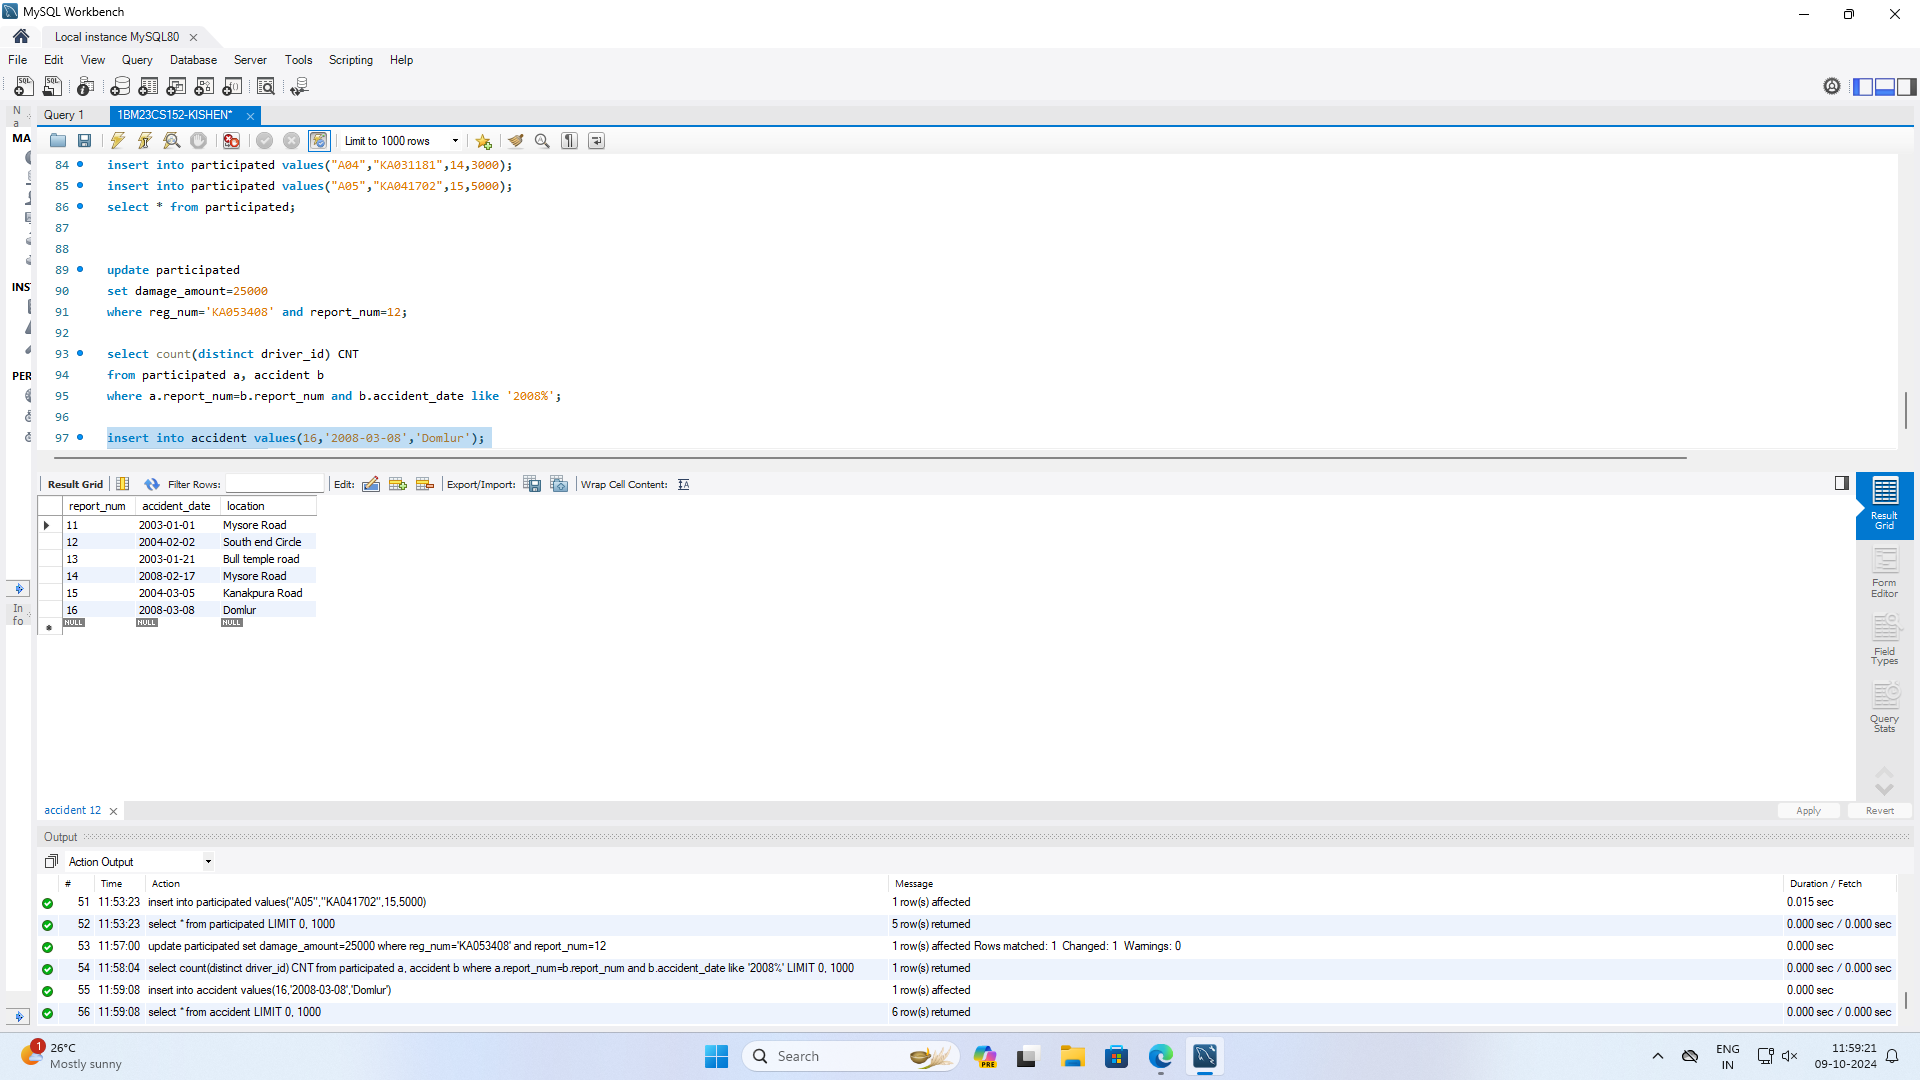 MySQL Workbench
Local instance MySQL80
File Edit View Query Database Server Tools Scripting Help
N
a
MA
INS
PER
In
fo
Query 1
1BM23CS152-KISHEN*
Limit to 1000 rows
84 insert into participated values("A04","KA031181",14,3000);
85 insert into participated values("A05","KA041702",15,5000);
86 select * from participated;
87
88
89 update participated
90 set damage_amount=25000
91 where reg_num='KA053408' and report_num=12;
92
93 select count(distinct driver_id) CNT
94 from participated a, accident b
95 where a.report_num=b.report_num and b.accident_date like '2008%';
96
97 insert into accident values(16,'2008-03-08','Domlur');
Result Grid Filter Rows: Edit: Export/Import: Wrap Cell Content:
report_num accident_date location
11 2003-01-01 Mysore Road
12 2004-02-02 South end Circle
13 2003-01-21 Bull temple road
14 2008-02-17 Mysore Road
15 2004-03-05 Kanakpura Road
16 2008-03-08 Domlur
NULL NULL NULL
Result
Grid
Form
Editor
Field
Types
Query
Stats
accident 12
Apply Revert
Output
Action Output
# Time Action Message Duration / Fetch
51 11:53:23 insert into participated values("A05","KA041702",15,5000) 1 row(s) affected 0.015 sec
52 11:53:23 select * from participated LIMIT 0, 1000 5 row(s) returned 0.000 sec / 0.000 sec
53 11:57:00 update participated set damage_amount=25000 where reg_num='KA053408' and report_num=12 1 row(s) affected Rows matched: 1 Changed: 1 Warnings: 0 0.000 sec
54 11:58:04 select count(distinct driver_id) CNT from participated a, accident b where a.report_num=b.report_num and b.accident_date like '2008%' LIMIT 0, 1000 1 row(s) returned 0.000 sec / 0.000 sec
55 11:59:08 insert into accident values(16,'2008-03-08','Domlur') 1 row(s) affected 0.000 sec
56 11:59:08 select * from accident LIMIT 0, 1000 6 row(s) returned 0.000 sec / 0.000 sec
1
26°C
Mostly sunny
Search
PRE
ENG
IN
11:59:21
09-10-2024